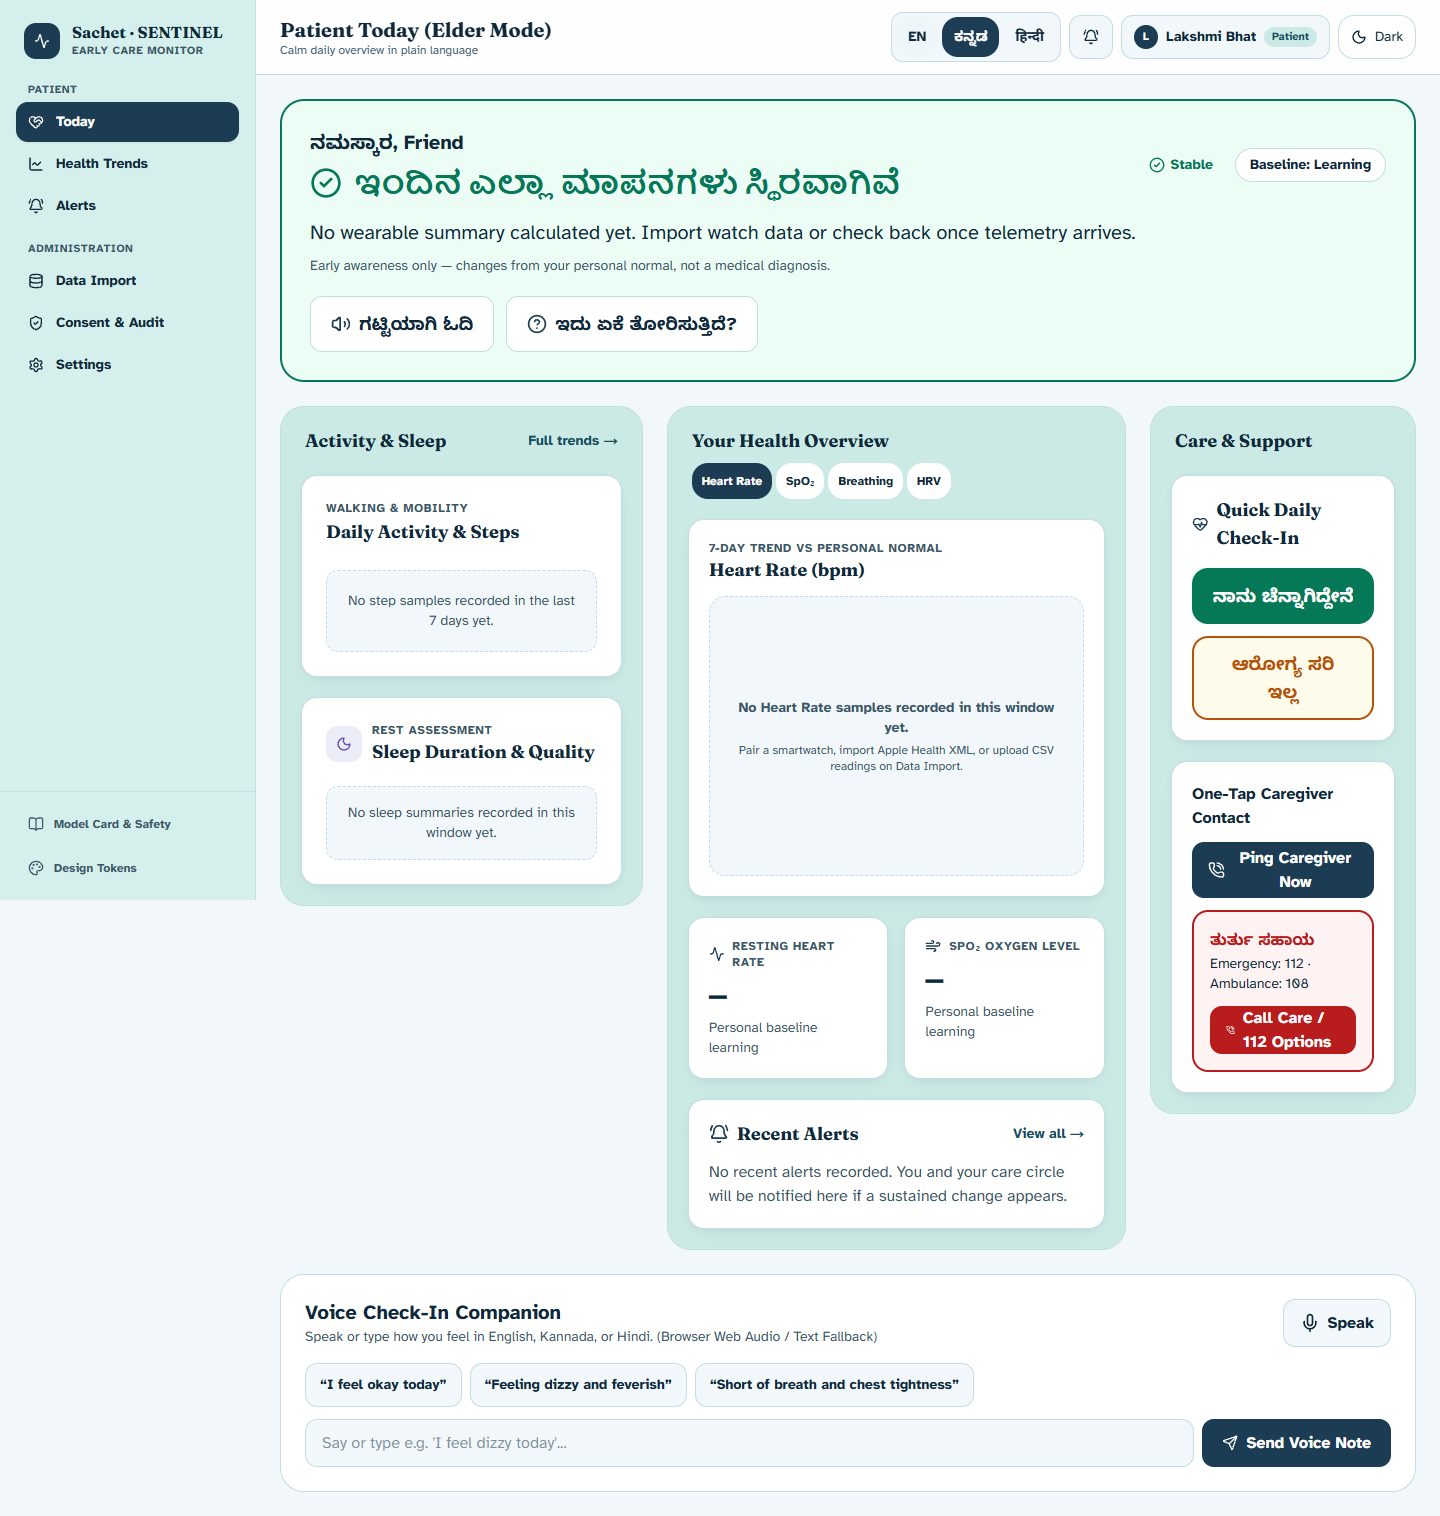 Sachet · SENTINEL
EARLY CARE MONITOR
PATIENT
Today
Health Trends
Alerts
ADMINISTRATION
Data Import
Consent & Audit
Settings
Model Card & Safety
Design Tokens
Patient Today (Elder Mode)
Calm daily overview in plain language
EN
ಕನ್ನಡ
हिन्दी
L
Lakshmi Bhat
Patient
Dark
ನಮಸ್ಕಾರ, Friend
ಇಂದಿನ ಎಲ್ಲಾ ಮಾಪನಗಳು ಸ್ಥಿರವಾಗಿವೆ
Stable
Baseline: Learning
No wearable summary calculated yet. Import watch data or check back once telemetry arrives.
Early awareness only — changes from your personal normal, not a medical diagnosis.
ಗಟ್ಟಿಯಾಗಿ ಓದಿ
ಇದು ಏಕೆ ತೋರಿಸುತ್ತಿದೆ?
Activity & Sleep
Full trends →
WALKING & MOBILITY
Daily Activity & Steps
No step samples recorded in the last
7 days yet.
REST ASSESSMENT
Sleep Duration & Quality
No sleep summaries recorded in this
window yet.
Your Health Overview
Heart Rate
SpO₂
Breathing
HRV
7-DAY TREND VS PERSONAL NORMAL
Heart Rate (bpm)
No Heart Rate samples recorded in this window
yet.
Pair a smartwatch, import Apple Health XML, or upload CSV
readings on Data Import.
RESTING HEART
RATE
—
Personal baseline
learning
SPO₂ OXYGEN LEVEL
—
Personal baseline
learning
Recent Alerts
View all →
No recent alerts recorded. You and your care circle
will be notified here if a sustained change appears.
Care & Support
Quick Daily
Check-In
ನಾನು ಚೆನ್ನಾಗಿದ್ದೇನೆ
ಆರೋಗ್ಯ ಸರಿ
ಇಲ್ಲ
One-Tap Caregiver
Contact
Ping Caregiver
Now
ತುರ್ತು ಸಹಾಯ
Emergency: 112 ·
Ambulance: 108
Call Care /
112 Options
Voice Check-In Companion
Speak or type how you feel in English, Kannada, or Hindi. (Browser Web Audio / Text Fallback)
Speak
“I feel okay today”
“Feeling dizzy and feverish”
“Short of breath and chest tightness”
Say or type e.g. 'I feel dizzy today'...
Send Voice Note